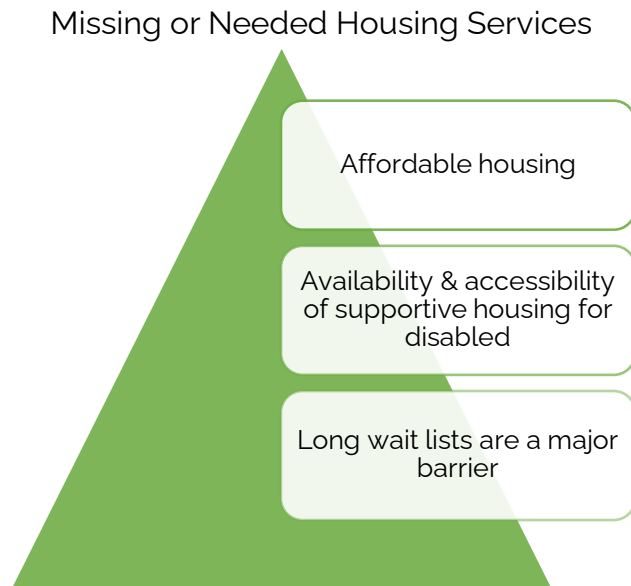 Missing or Needed Housing Services
Affordable housing
Availability & accessibility
of supportive housing for
disabled
Long wait lists are a major
barrier